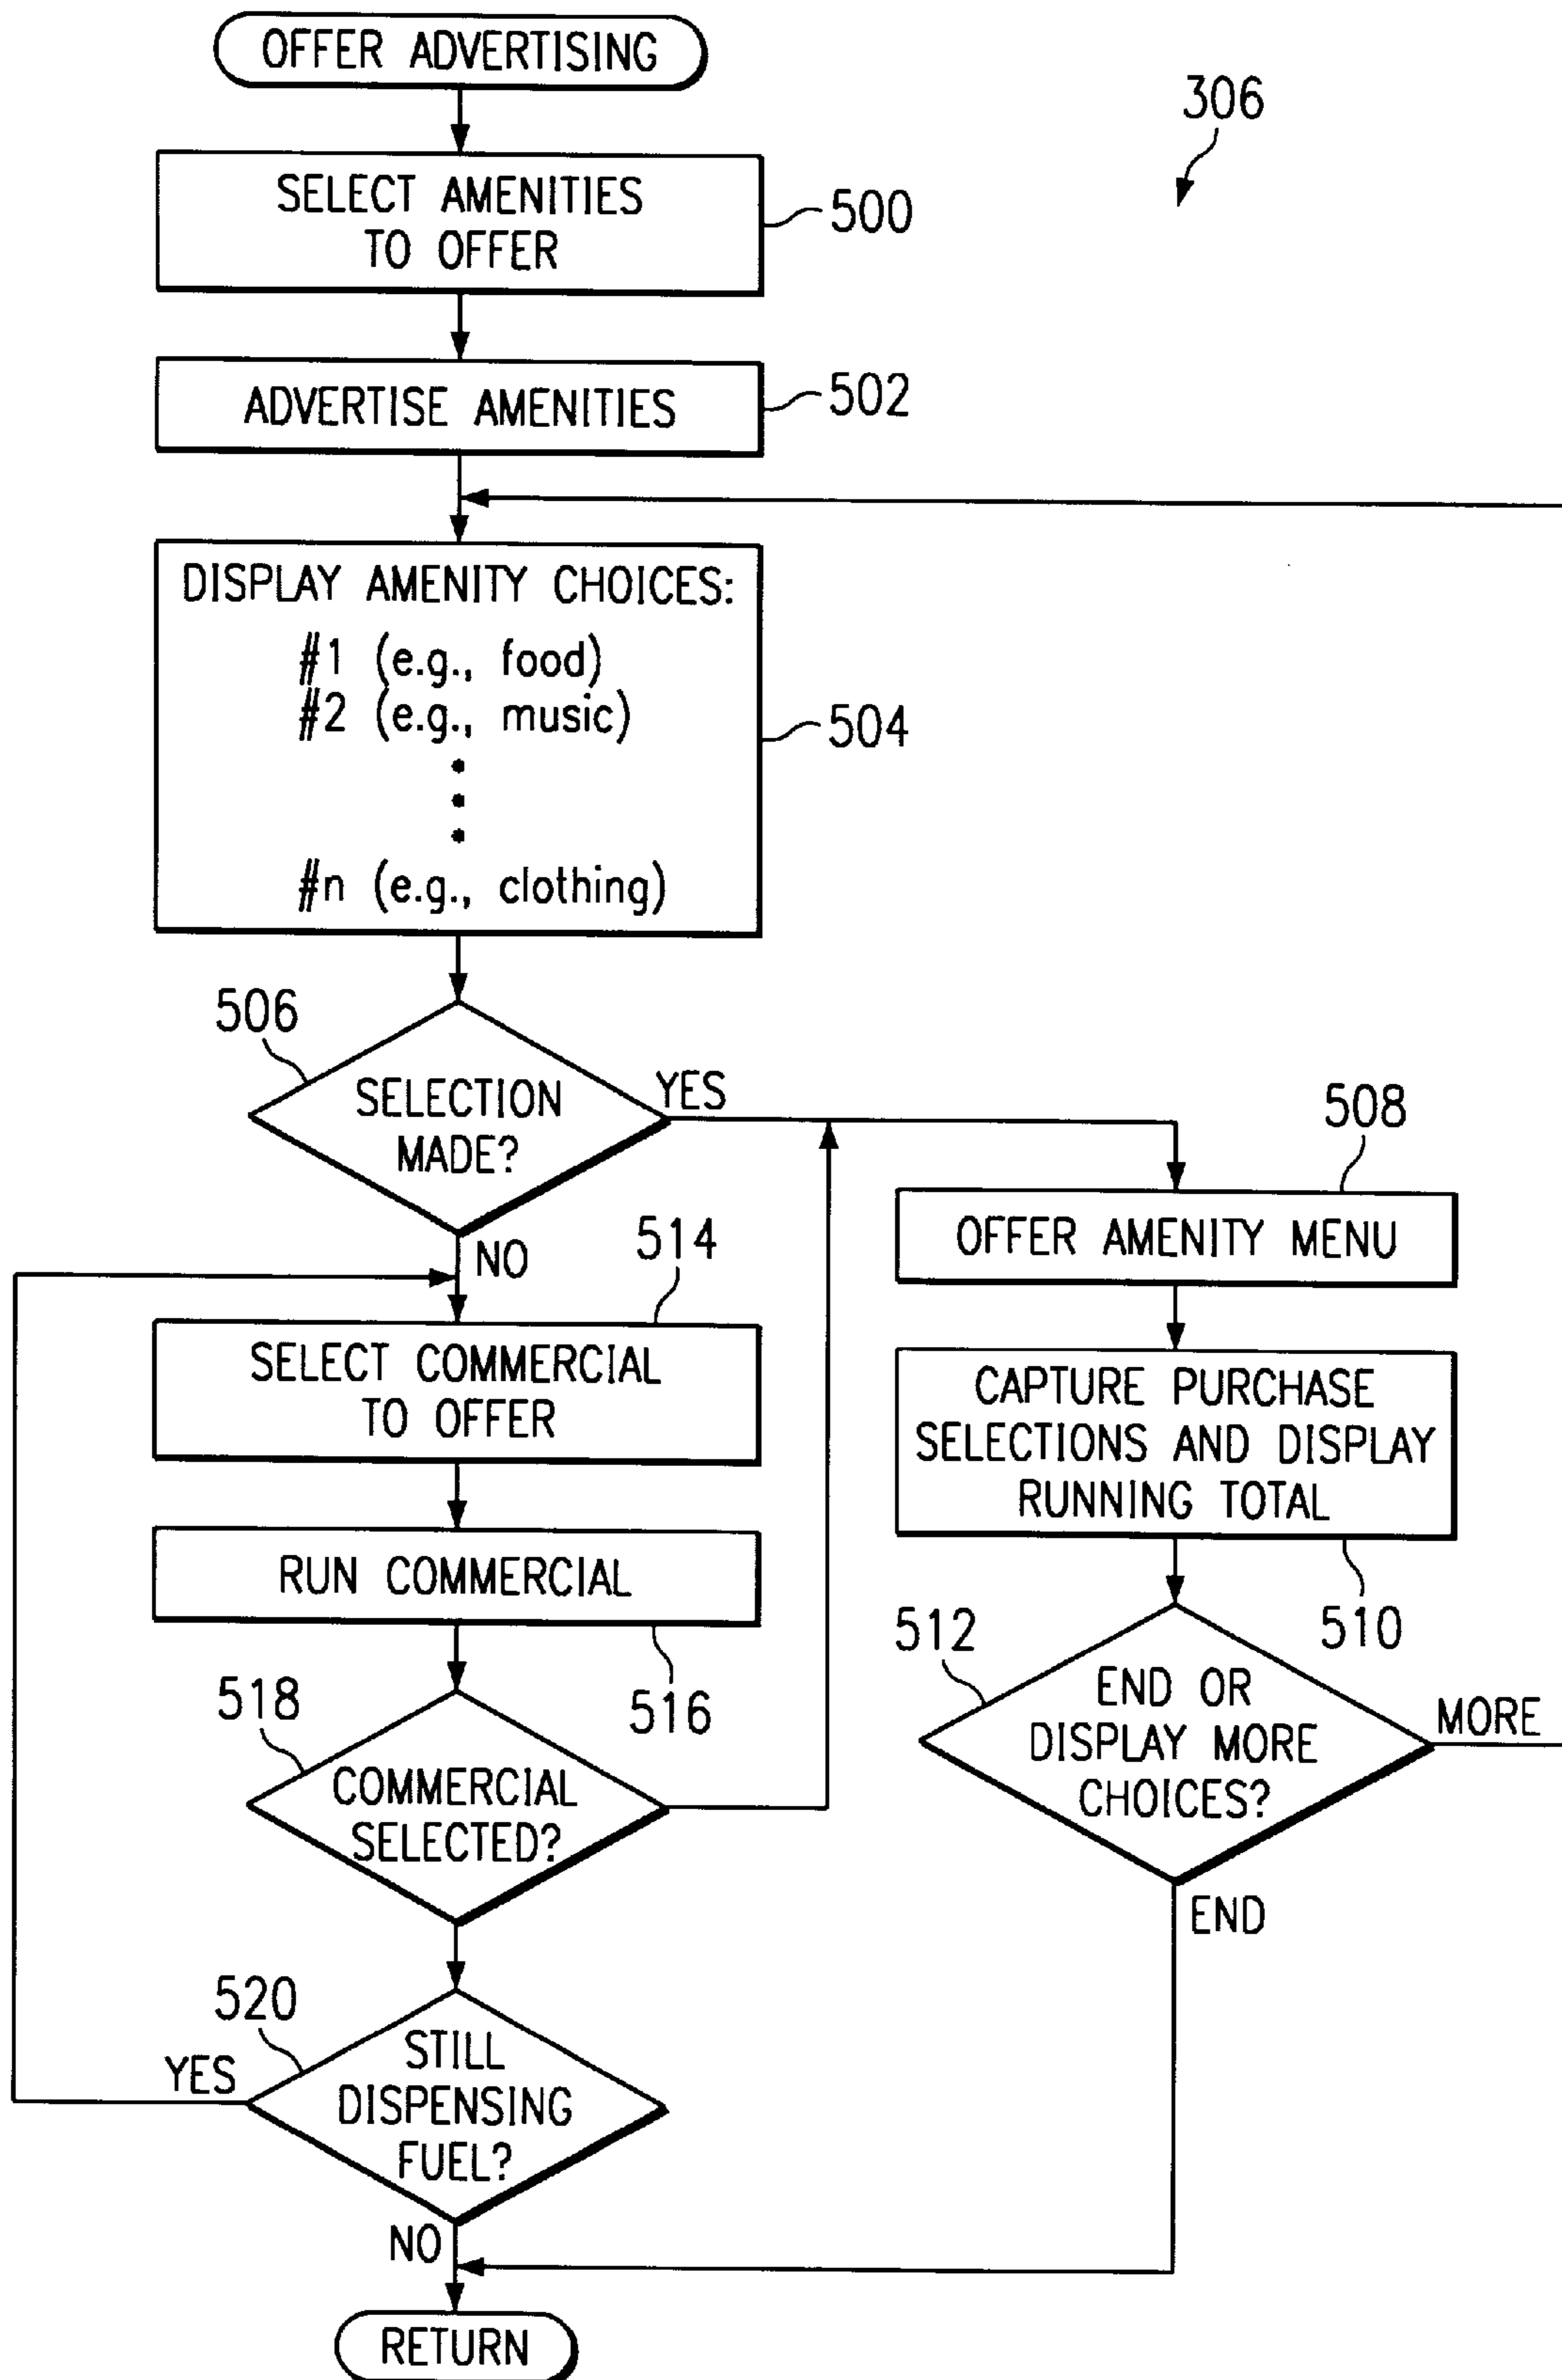 OFFER ADVERTISING
306
SELECT AMENITIES
TO OFFER
500
ADVERTISE AMENITIES
502
DISPLAY AMENITY CHOICES:
#1 (e.g., food)
#2 (e.g., music)
504
#n (e.g., clothing)
506
SELECTION
MADE?
YES
NO
508
OFFER AMENITY MENU
514
SELECT COMMERCIAL
TO OFFER
CAPTURE PURCHASE
SELECTIONS AND DISPLAY
RUNNING TOTAL
510
RUN COMMERCIAL
516
512
END OR
DISPLAY MORE
CHOICES?
MORE
END
518
COMMERCIAL
SELECTED?
520
STILL
DISPENSING
FUEL?
YES
NO
RETURN